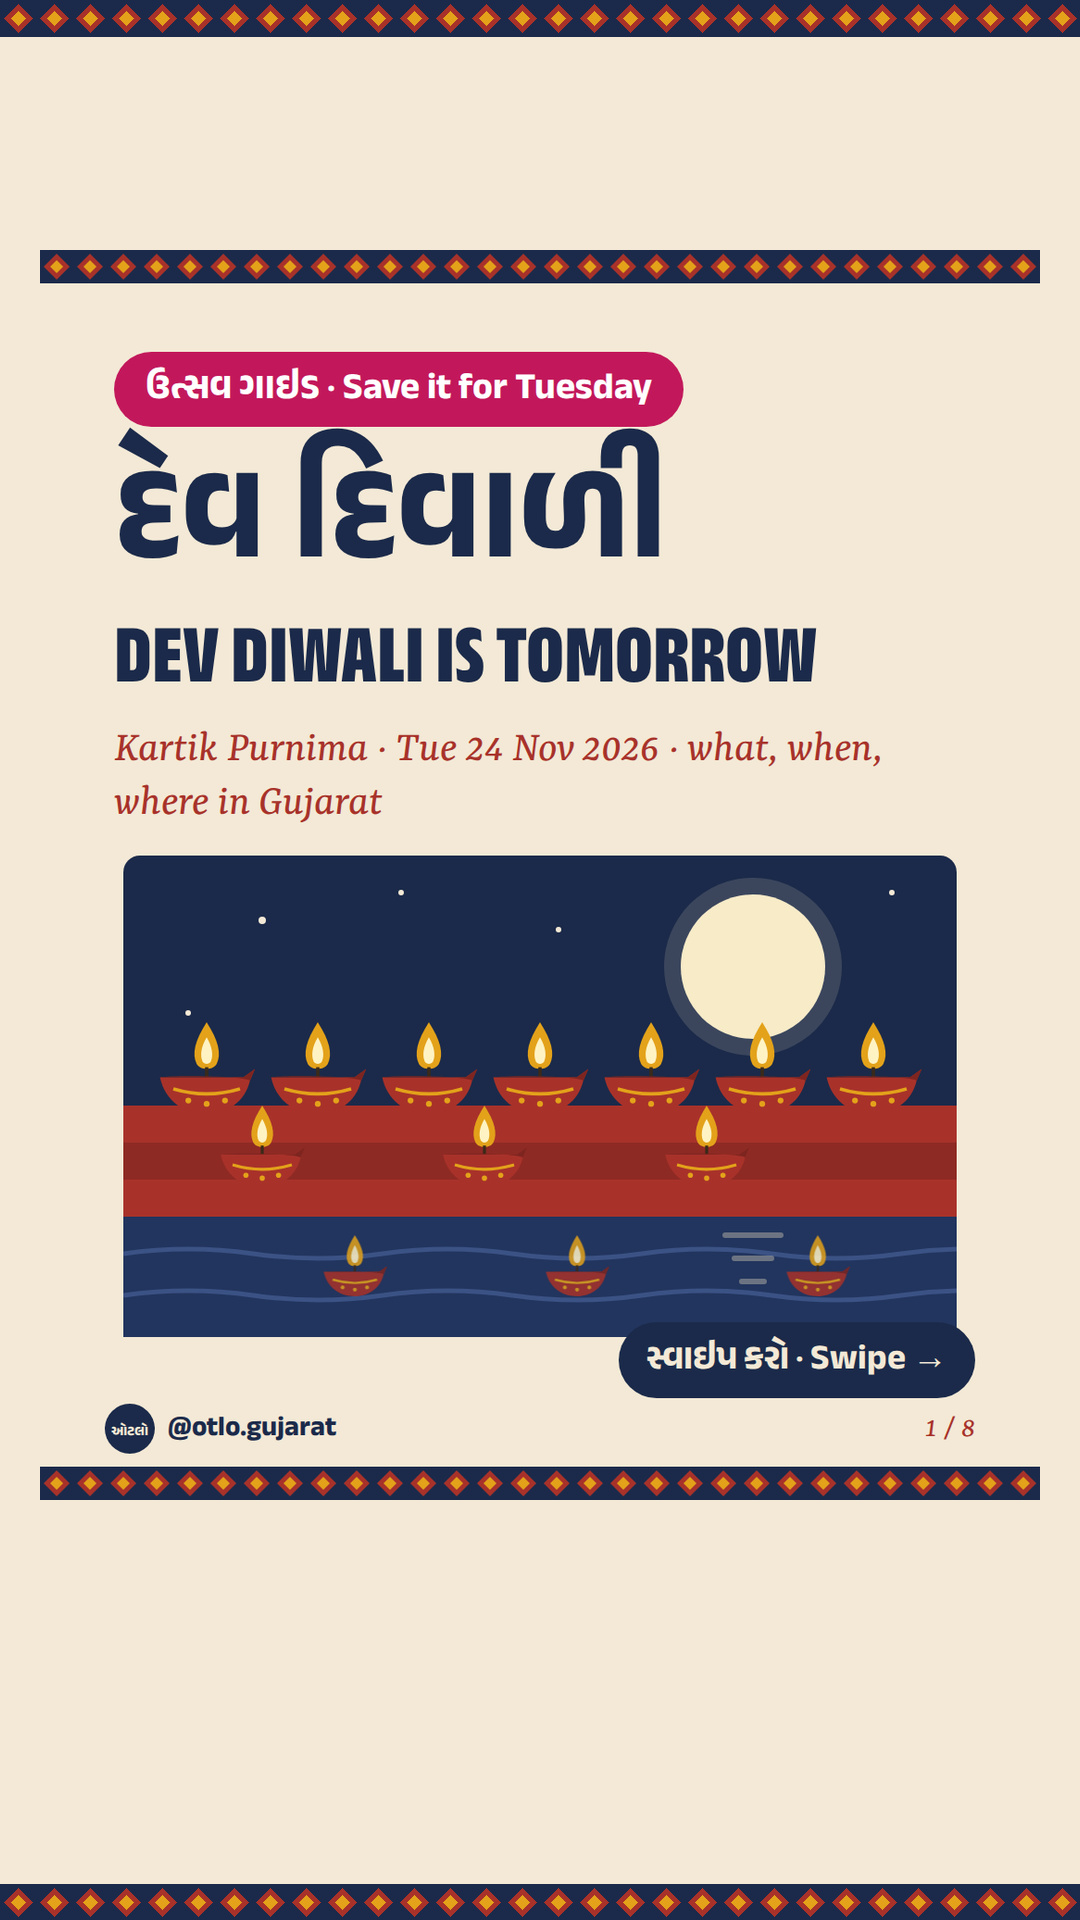 ઉત્સવ ગાઇડ · Save it for Tuesday
દેવ દિવાળી
DEV DIWALI IS TOMORROW
Kartik Purnima · Tue 24 Nov 2026 · what, when,
where in Gujarat
સ્વાઇપ કરો · Swipe →
ઓટલો @otlo.gujarat
1 / 8